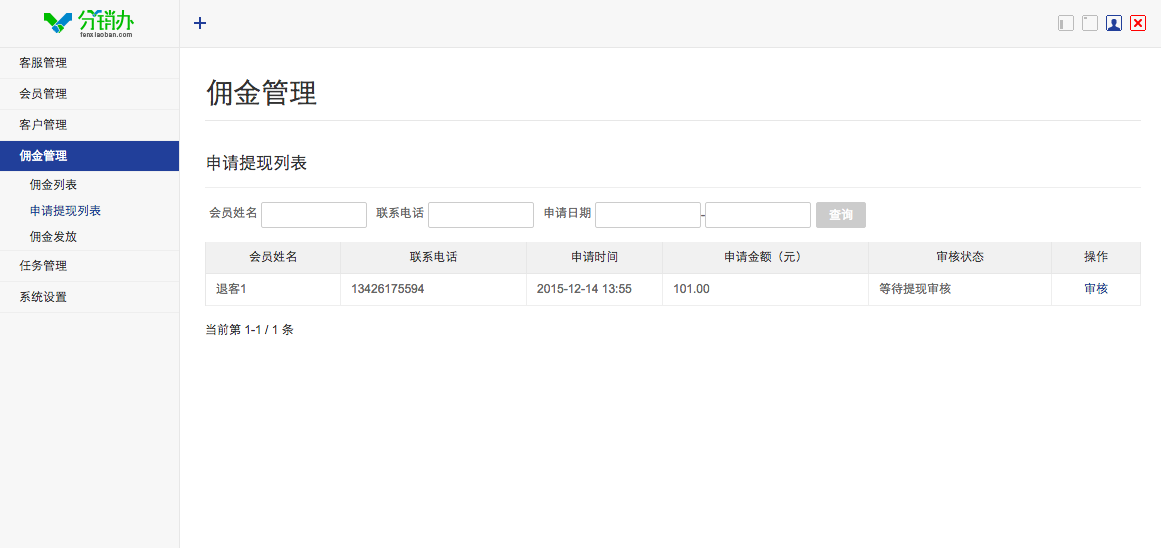 分销办
fenxiaoban.com
客服管理
会员管理
客户管理
佣金管理
佣金列表
申请提现列表
佣金发放
任务管理
系统设置
佣金管理
申请提现列表
会员姓名 联系电话 申请日期 - 查询
会员姓名 联系电话 申请时间 申请金额（元） 审核状态 操作
退客1 13426175594 2015-12-14 13:55 101.00 等待提现审核 审核
当前第 1-1 / 1 条